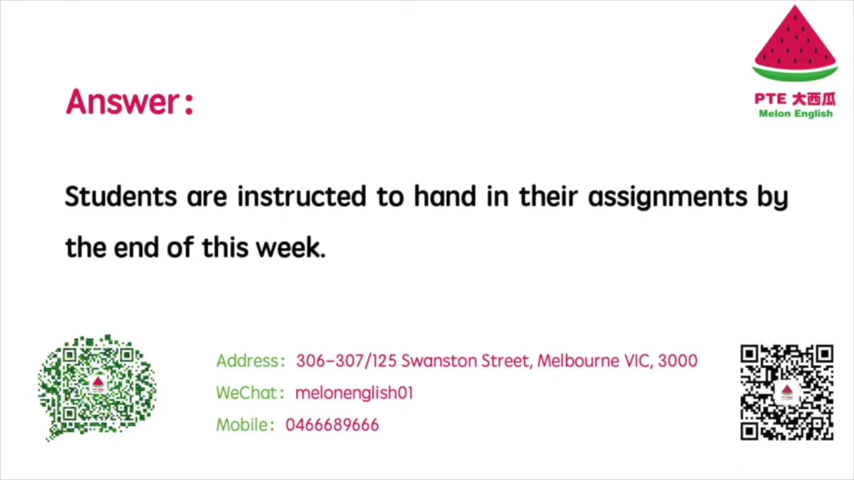 PTE 大西瓜
Melon English
Answer:
Students are instructed to hand in their assignments by
the end of this week.
Address: 306-307/125 Swanston Street, Melbourne VIC, 3000
WeChat: melonenglish01
Mobile: 0466689666